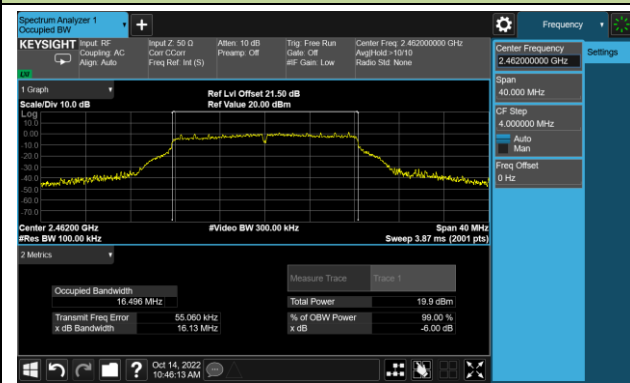 Spectrum Analyzer 1
Occupied BW
+
Frequency
KEYSIGHT
Input: RF
Coupling: AC
Align: Auto
Input Z: 50 Ω
Corr CCorr
Freq Ref: Int (S)
Atten: 10 dB
Preamp: Off
Trig: Free Run
Gate: Off
#IF Gain: Low
Center Freq: 2.462000000 GHz
Avg|Hold:>10/10
Radio Std: None
Center Frequency
2.462000000 GHz
Settings
Span
40.000 MHz
CF Step
4.000000 MHz
Auto
Man
Freq Offset
0 Hz
1 Graph
Scale/Div 10.0 dB
Ref Lvl Offset 21.50 dB
Ref Value 20.00 dBm
Log
10.0
0.00
-10.0
-20.0
-30.0
-40.0
-50.0
-60.0
-70.0
Center 2.46200 GHz
#Res BW 100.00 kHz
#Video BW 300.00 kHz
Span 40 MHz
Sweep 3.87 ms (2001 pts)
2 Metrics
Measure Trace
Trace 1
Occupied Bandwidth
16.496 MHz
Total Power
19.9 dBm
Transmit Freq Error
55.060 kHz
% of OBW Power
99.00 %
x dB Bandwidth
16.13 MHz
x dB
-6.00 dB
?
Oct 14, 2022
10:46:13 AM